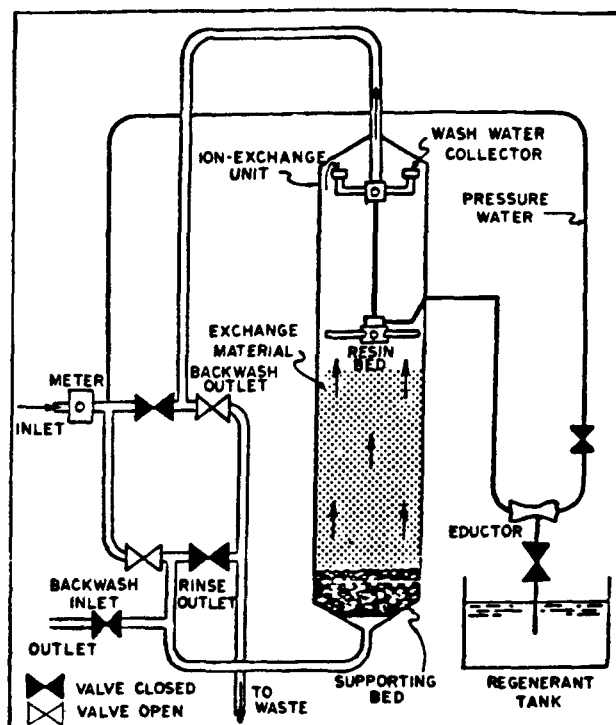 ION-EXCHANGE
UNIT
WASH WATER
COLLECTOR
PRESSURE
WATER
EXCHANGE
MATERIAL
RESIN
BED
BACKWASH
OUTLET
METER
INLET
EDUCTOR
BACKWASH
INLET
RINSE
OUTLET
OUTLET
VALVE CLOSED
VALVE OPEN
TO
WASTE
SUPPORTING
BED
REGENERANT
TANK